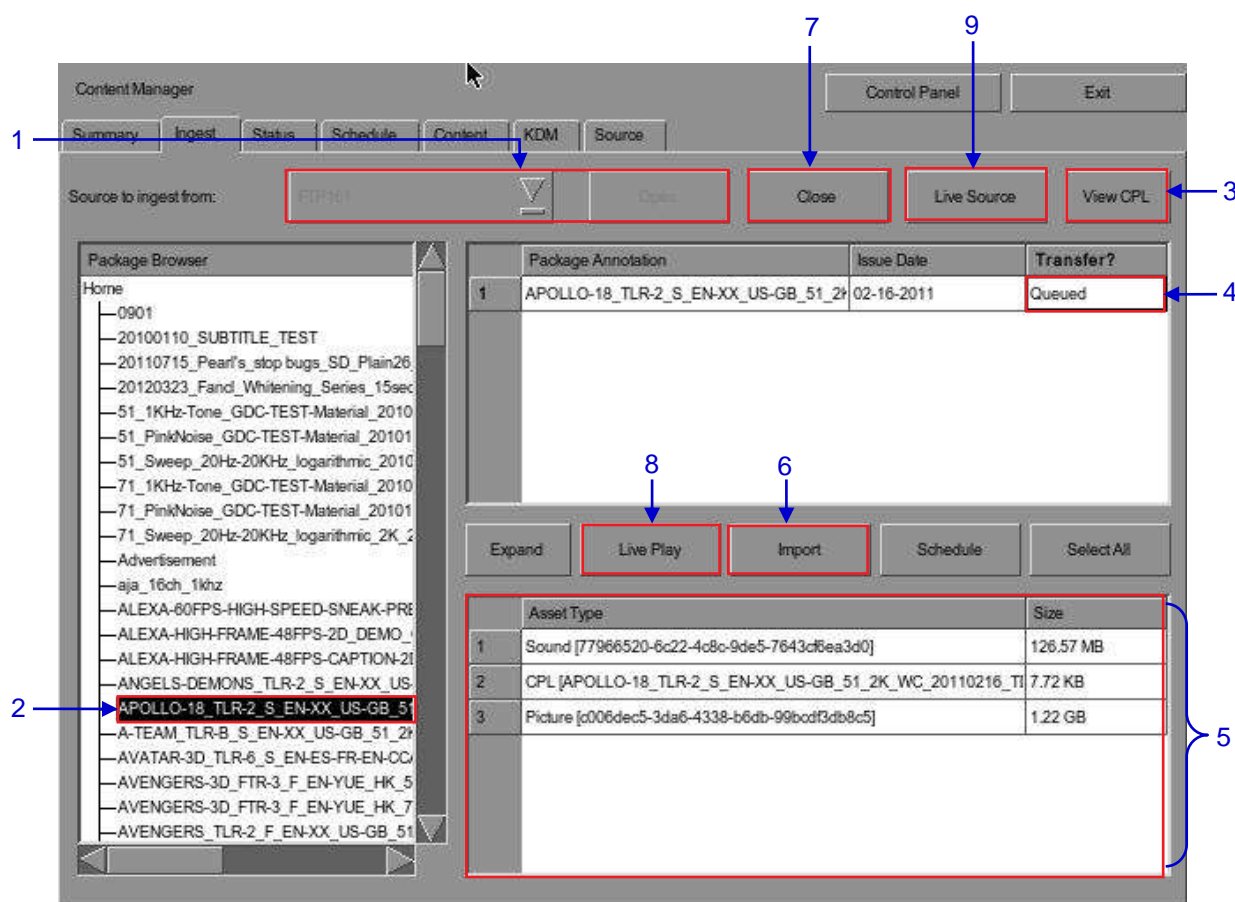 7
9
Content Manager
Control Panel
Exit
1
Summary
Ingest
Status
Schedule
Content
KDM
Source
Source to ingest from:
FTP161
Open
Close
Live Source
View CPL
3
Package Browser
Home
0901
20100110_SUBTITLE_TEST
20110715_Pearl's_stop bugs_SD_Plain26
20120323_Fancl_Whitening_Series_15sec
51_1KHz-Tone_GDC-TEST-Material_2010
51_PinkNoise_GDC-TEST-Material_20101
51_Sweep_20Hz-20KHz_logarithmic_2010
71_1KHz-Tone_GDC-TEST-Material_2010
71_PinkNoise_GDC-TEST-Material_20101
71_Sweep_20Hz-20KHz_logarithmic_2K_2
Advertisement
aja_16ch_1khz
ALEXA-60FPS-HIGH-SPEED-SNEAK-PRE
ALEXA-HIGH-FRAME-48FPS-2D_DEMO_
ALEXA-HIGH-FRAME-48FPS-CAPTION-2D
ANGELS-DEMONS_TLR-2_S_EN-XX_US-
2
APOLLO-18_TLR-2_S_EN-XX_US-GB_51
A-TEAM_TLR-B_S_EN-XX_US-GB_51_2K
AVATAR-3D_TLR-6_S_EN-ES-FR-EN-CC
AVENGERS-3D_FTR-3_F_EN-YUE_HK_5
AVENGERS-3D_FTR-3_F_EN-YUE_HK_7
AVENGERS_TLR-2_F_EN-XX_US-GB_51
Package Annotation
Issue Date
Transfer?
1
APOLLO-18_TLR-2_S_EN-XX_US-GB_51_2K
02-16-2011
Queued
4
8
6
Expand
Live Play
Import
Schedule
Select All
Asset Type
Size
1
Sound [77966520-6c22-4c8c-9de5-7643cf6ea3d0]
126.57 MB
2
CPL [APOLLO-18_TLR-2_S_EN-XX_US-GB_51_2K_WC_20110216_TI
7.72 KB
3
Picture [c006dec5-3da6-4338-b6db-99bcdf3db8c5]
1.22 GB
5